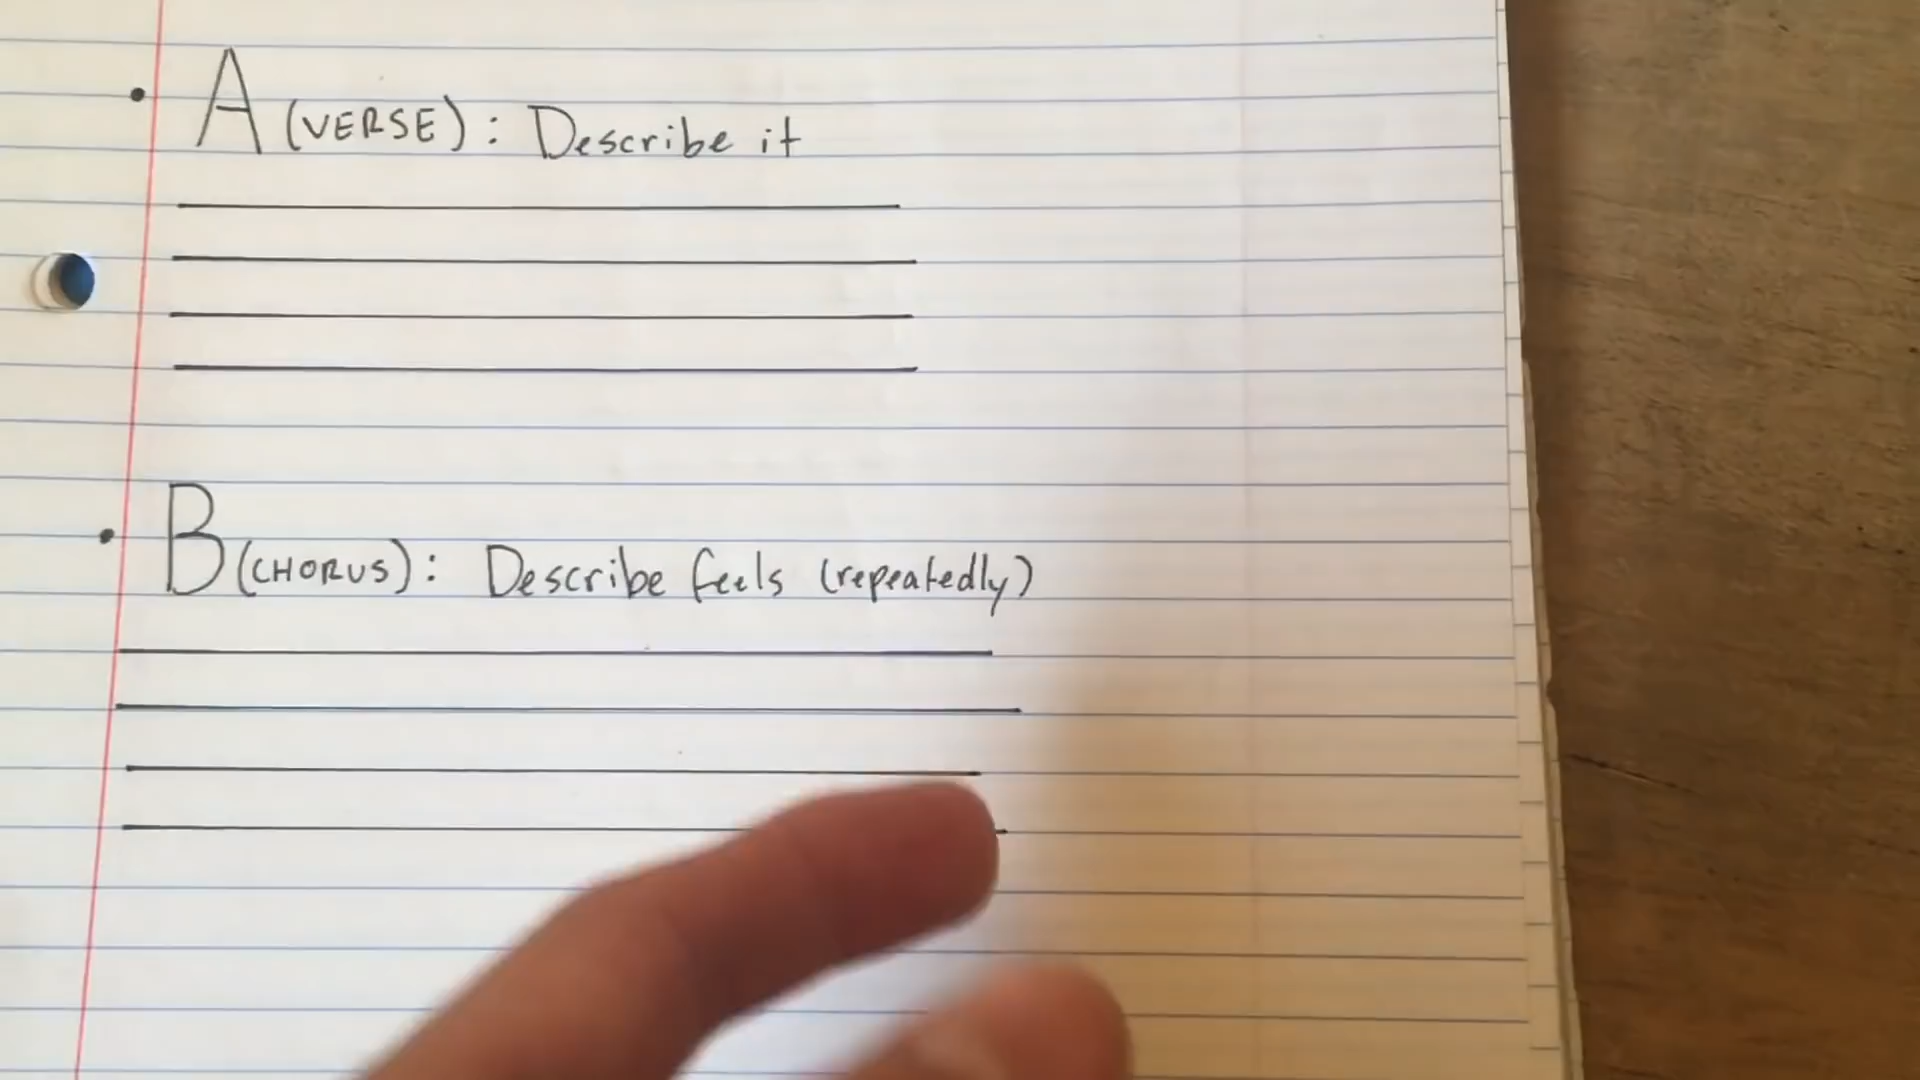 • A (VERSE): Describe it
• B (CHORUS): Describe feels (repeatedly)